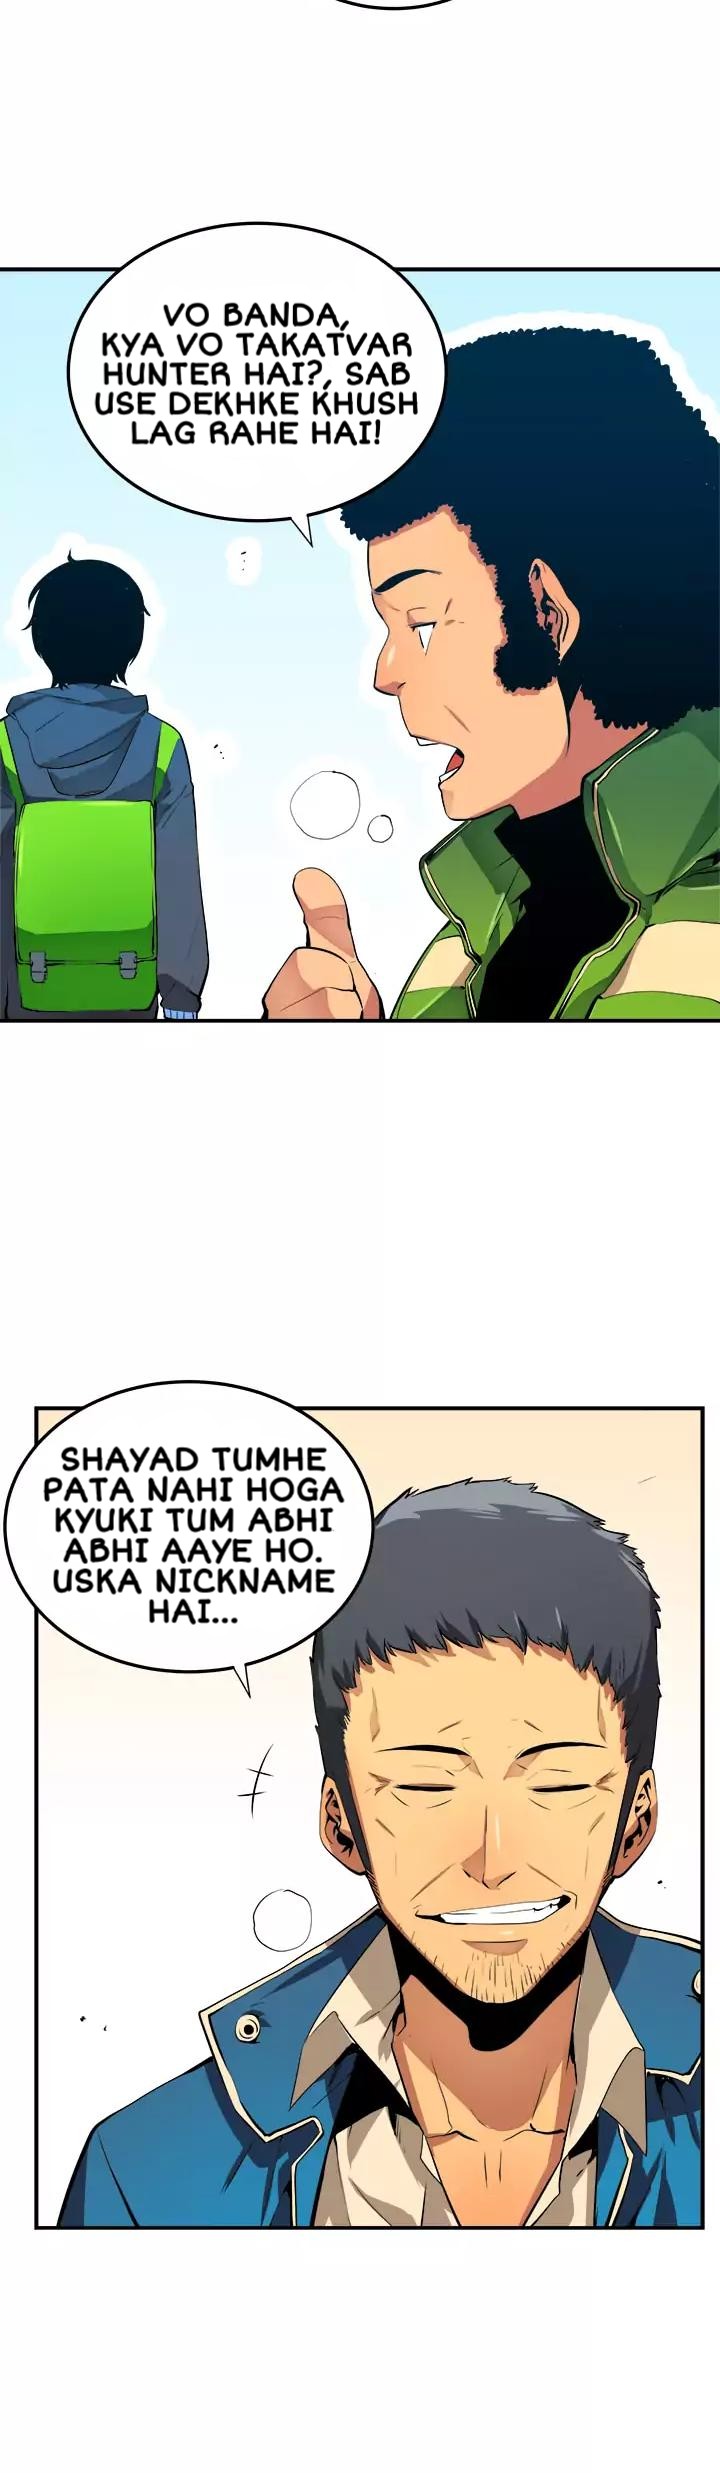 VO BANDA,
KYA VO TAKATVAR
HUNTER HAI?, SAB
USE DEKHKE KHUSH
LAG RAHE HAI!
SHAYAD TUMHE
PATA NAHI HOGA
KYUKI TUM ABHI
ABHI AAYE HO.
USKA NICKNAME
HAI...